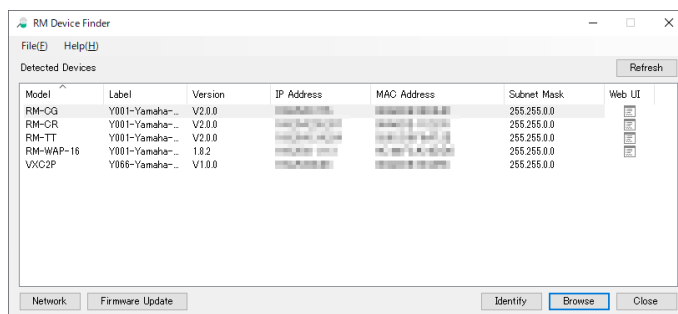 RM Device Finder
File(F) Help(H)
Detected Devices
Refresh
Model Label Version IP Address MAC Address Subnet Mask Web UI
RM-CG Y001-Yamaha-... V2.0.0 255.255.0.0
RM-CR Y001-Yamaha-... V2.0.0 255.255.0.0
RM-TT Y001-Yamaha-... V2.0.0 255.255.0.0
RM-WAP-16 Y001-Yamaha-... 1.8.2 255.255.0.0
VXC2P Y066-Yamaha-... V1.0.0 255.255.0.0
Network Firmware Update Identify Browse Close